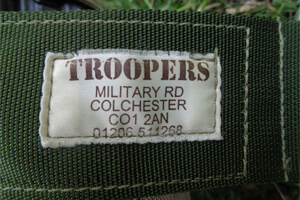 TROOPERS
MILITARY RD
COLCHESTER
CO1 2AN
01206 511268